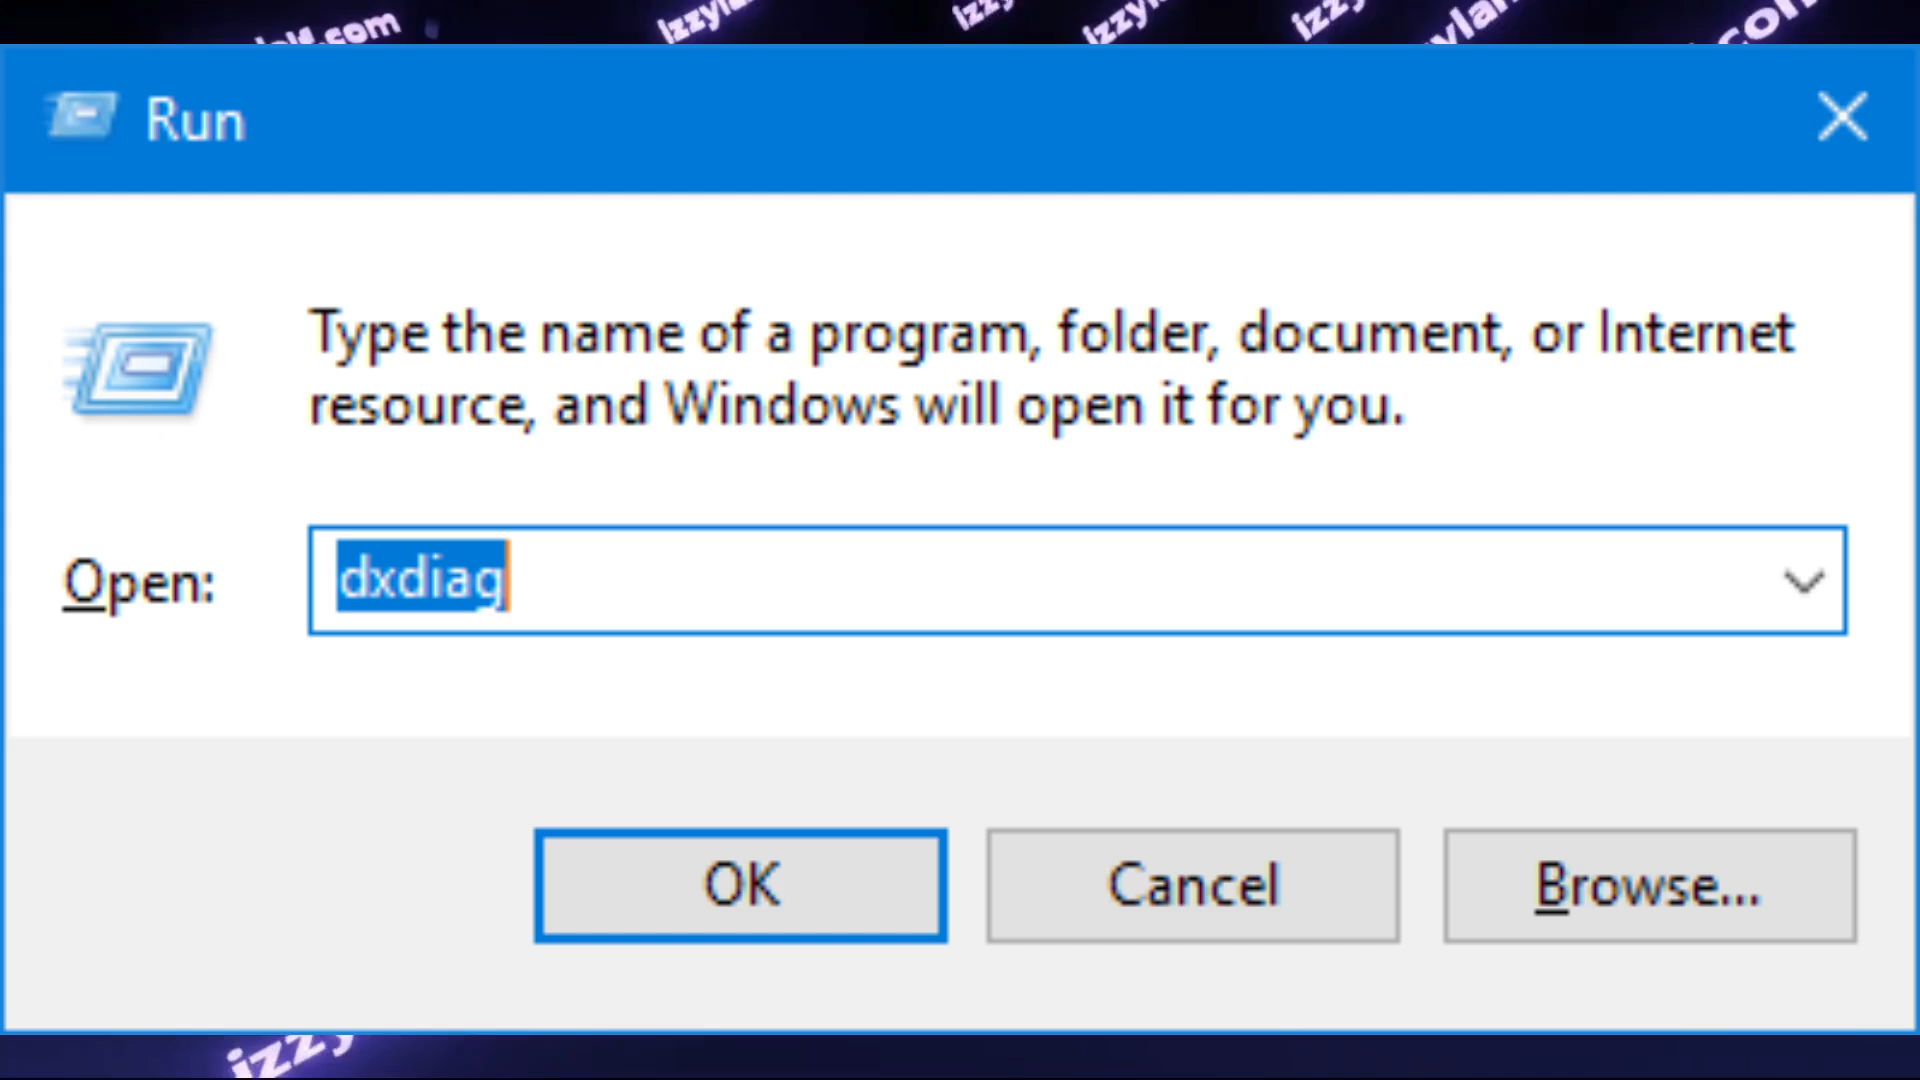 Run
Type the name of a program, folder, document, or Internet
resource, and Windows will open it for you.
Open:
dxdiag
OK
Cancel
Browse...